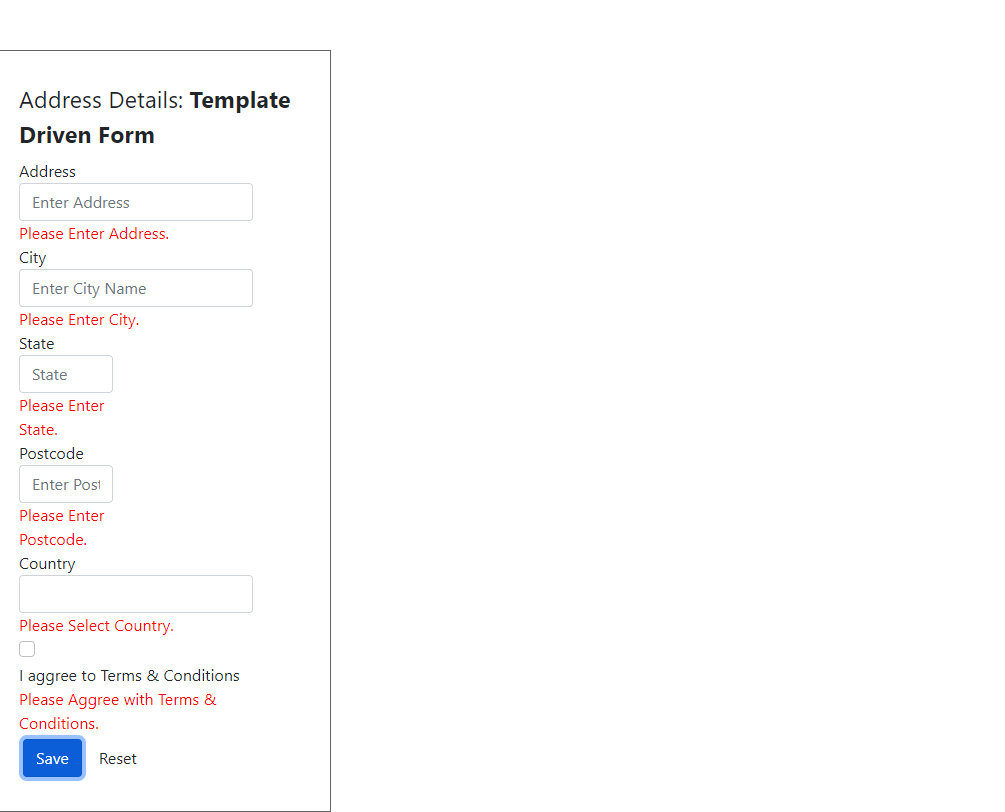 Address Details: Template
Driven Form
Address
Enter Address
Please Enter Address.
City
Enter City Name
Please Enter City.
State
State
Please Enter
State.
Postcode
Enter Post
Please Enter
Postcode.
Country
Please Select Country.
I aggree to Terms & Conditions
Please Aggree with Terms &
Conditions.
Save Reset